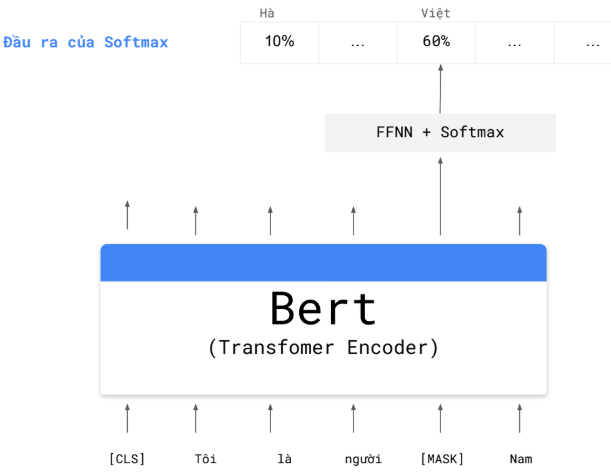 Hà Việt
Đầu ra của Softmax 10% ... 60% ... ...
FFNN + Softmax
Bert
(Transfomer Encoder)
[CLS] Tôi là người [MASK] Nam